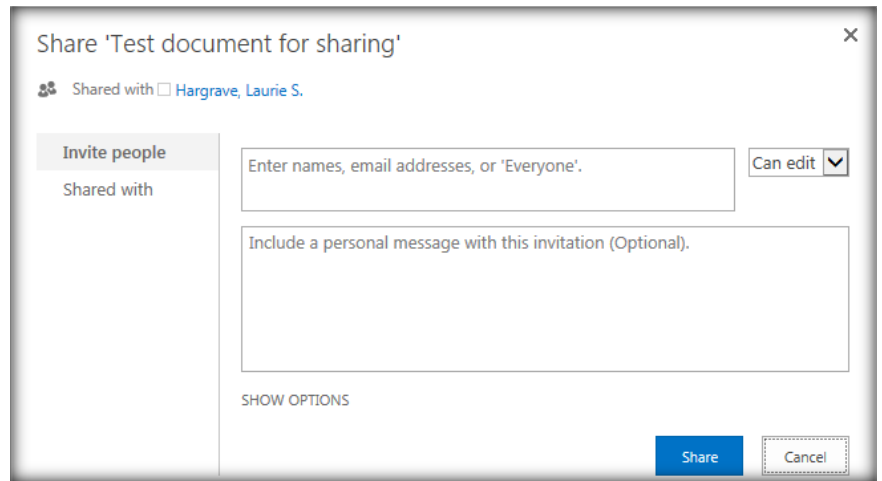 Share 'Test document for sharing'
Shared with Hargrave, Laurie S.
Invite people
Shared with
Enter names, email addresses, or 'Everyone'.
Can edit
Include a personal message with this invitation (Optional).
SHOW OPTIONS
Share
Cancel